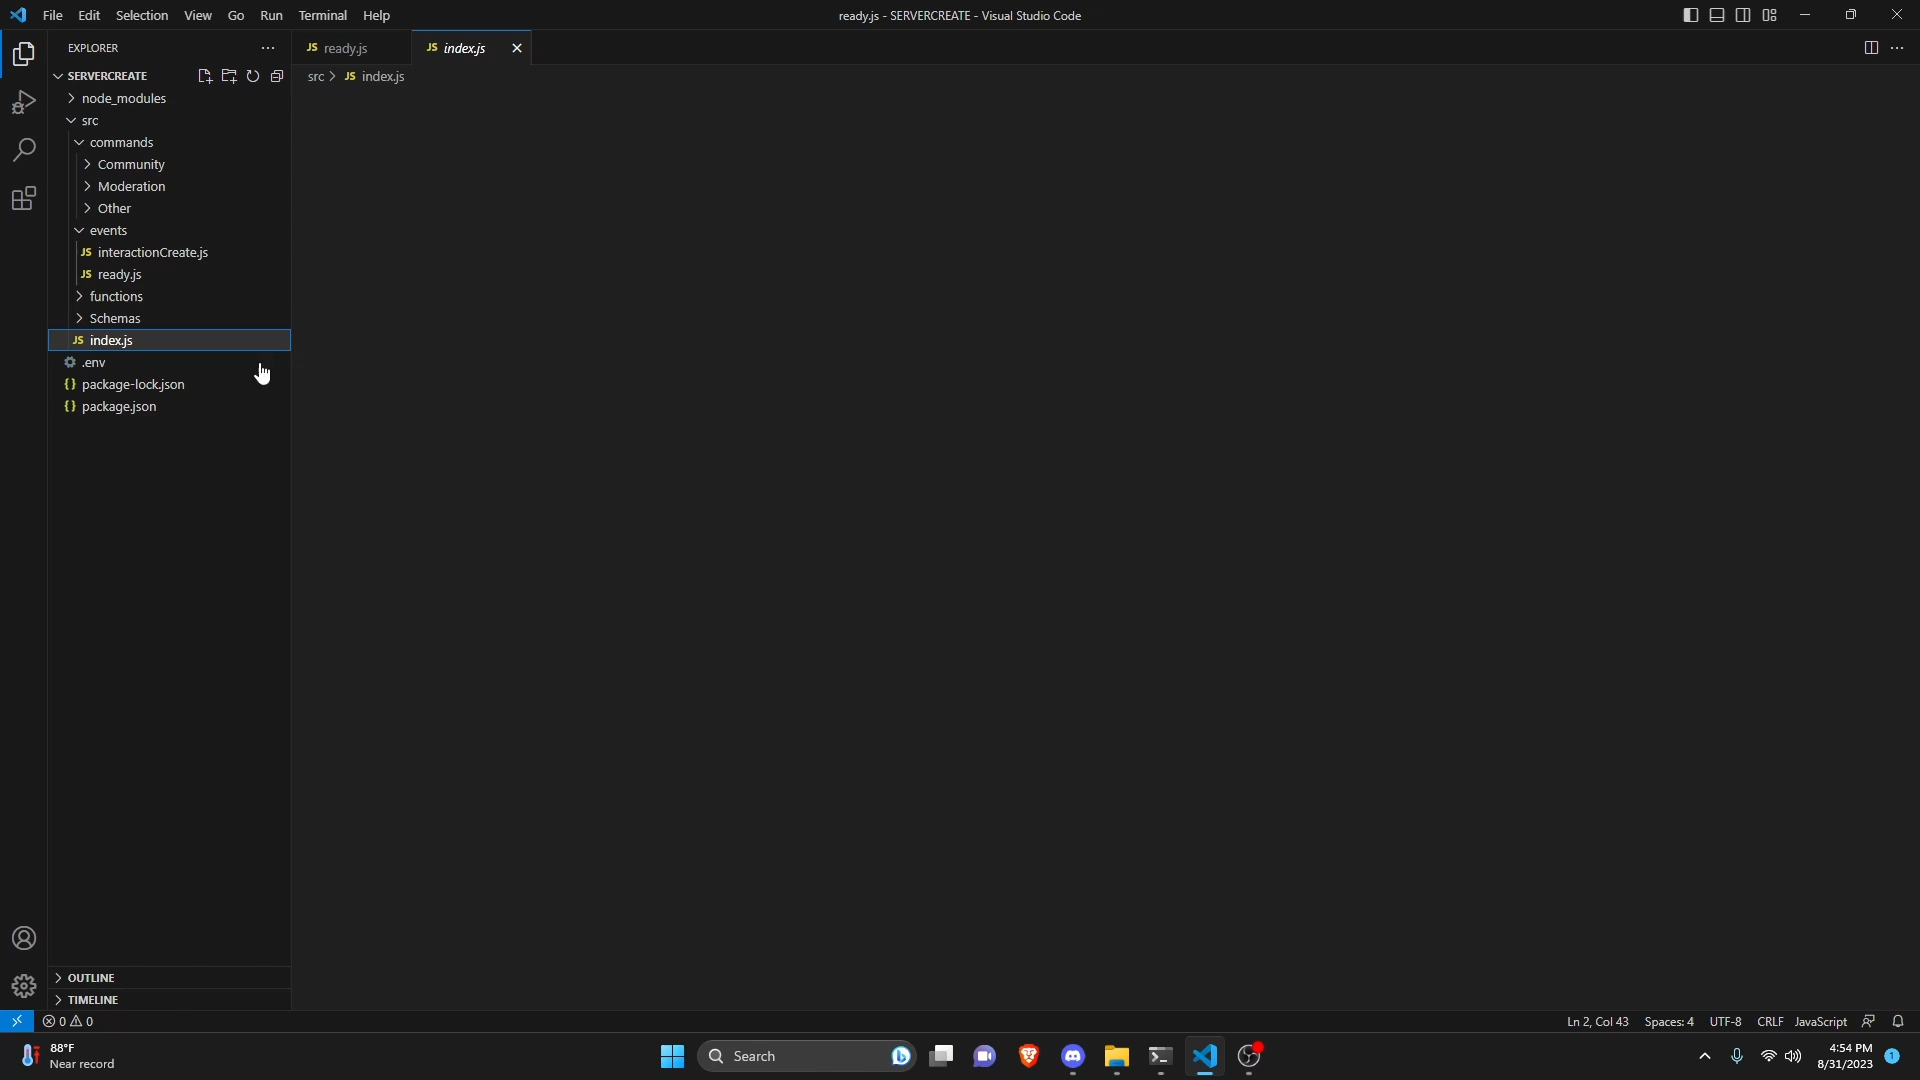 File Edit Selection View Go Run Terminal Help
ready.js - SERVERCREATE - Visual Studio Code
EXPLORER
JS ready.js
JS index.js
SERVERCREATE
src > JS index.js
node_modules
src
commands
Community
Moderation
Other
events
JS interactionCreate.js
JS ready.js
functions
Schemas
JS index.js
.env
{} package-lock.json
{} package.json
OUTLINE
TIMELINE
0 0
Ln 2, Col 43 Spaces: 4 UTF-8 CRLF JavaScript
88°F
Near record
Search
4:54 PM
8/31/2023
1